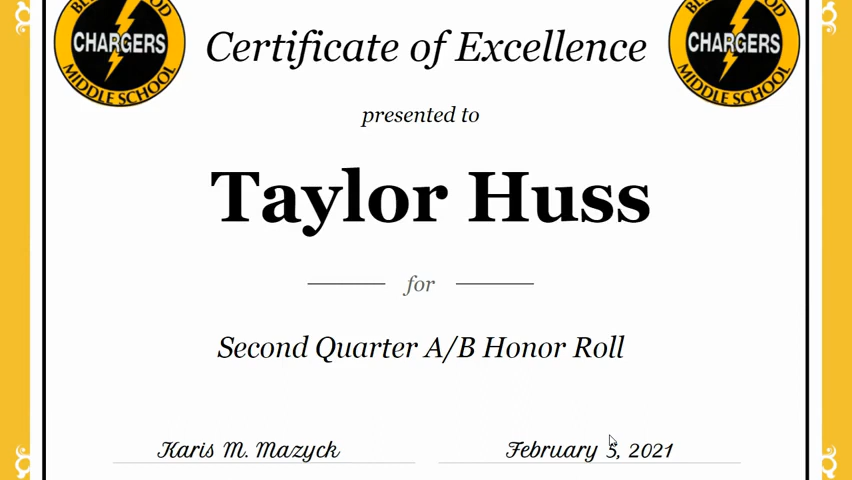 CHARGERS
MIDDLE SCHOOL
Certificate of Excellence
CHARGERS
MIDDLE SCHOOL
presented to
Taylor Huss
for
Second Quarter A/B Honor Roll
Karis M. Mazyck
February 5, 2021